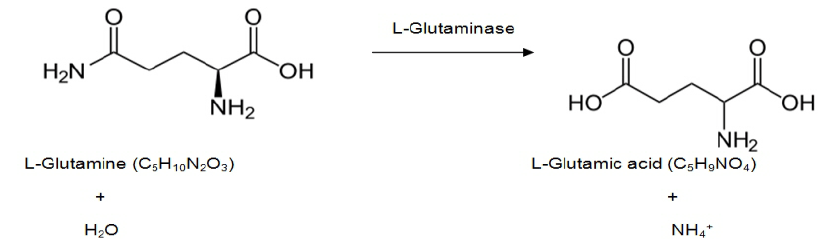 O O
H₂N OH
NH₂
L-Glutaminase
O O
HO OH
NH₂
L-Glutamine (C₅H₁₀N₂O₃)
+
H₂O
L-Glutamic acid (C₅H₉NO₄)
+
NH₄⁺